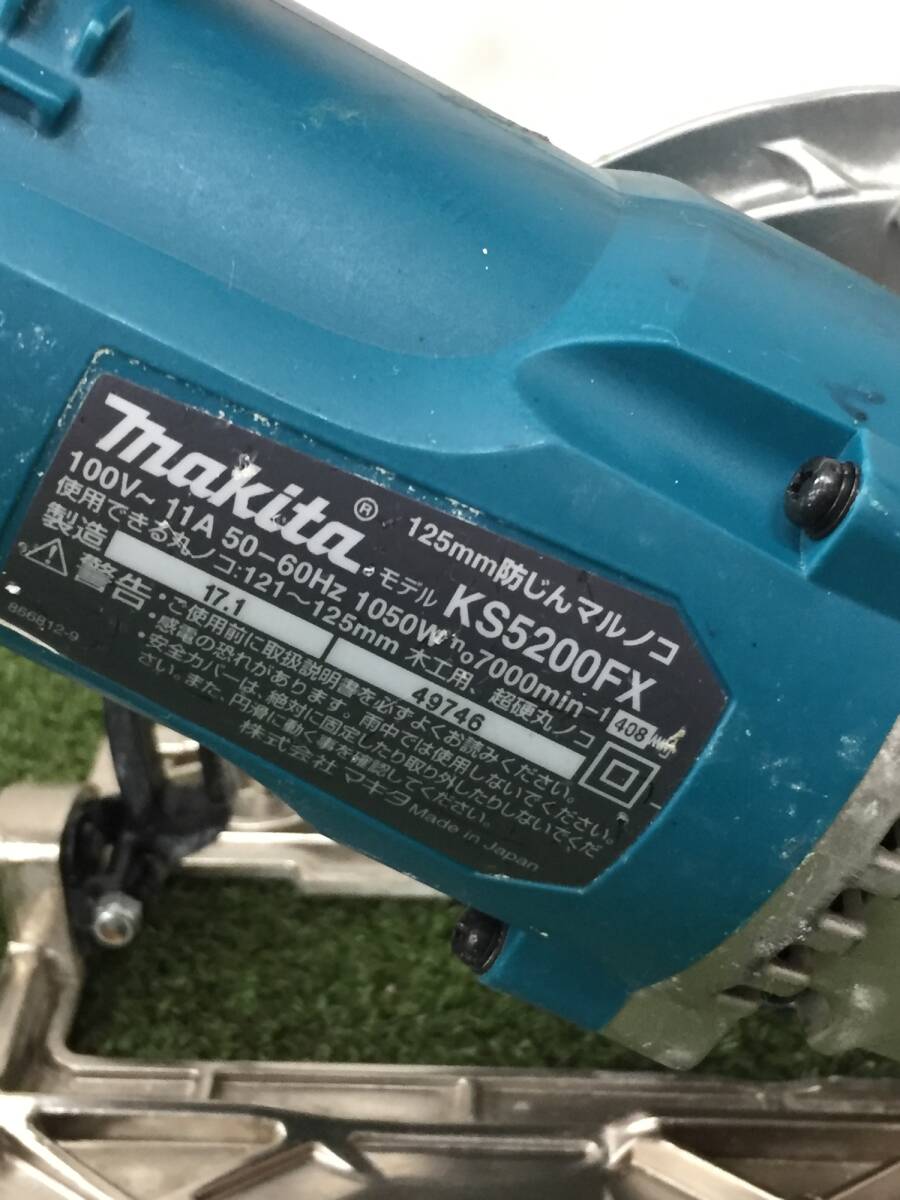 makita®
125mm防じんマルノコ
モデル KS5200FX
100V~ 11A 50-60Hz 1050W n₀7000min-1
使用できる丸ノコ:121~125mm 木工用、超硬丸ノコ
408
製造 17.1 49746
警告
・ご使用前に取扱説明書を必ずよくお読みください。
・感電の恐れがあります。雨中では使用しないでください。
・安全カバーは、絶対に固定したり取り外したりしないでくだ
さい。また、円滑に動く事を確認してください。
株式会社 マキタ Made in Japan
866812-9